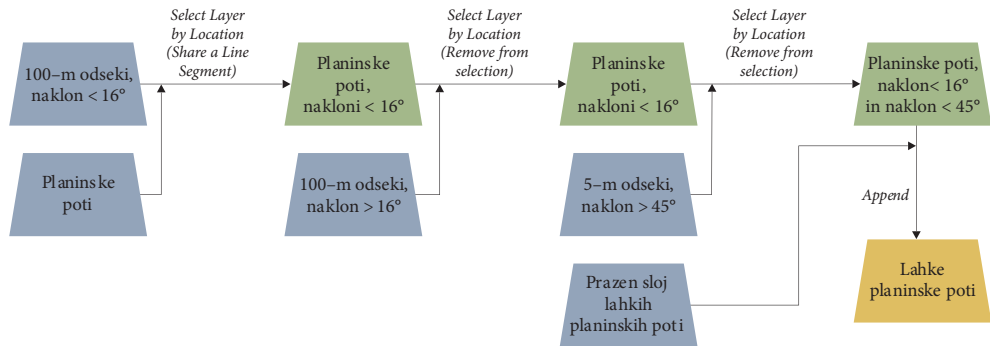 Select Layer
by Location
(Share a Line
Segment)
Select Layer
by Location
(Remove from
selection)
Select Layer
by Location
(Remove from
selection)
100–m odseki,
naklon < 16°
Planinske
poti,
nakloni < 16°
Planinske
poti,
nakloni < 16°
Planinske poti,
naklon< 16°
in naklon < 45°
Planinske
poti
100–m odseki,
naklon > 16°
5–m odseki,
naklon > 45°
Append
Prazen sloj
lahkih
planinskih poti
Lahke
planinske poti